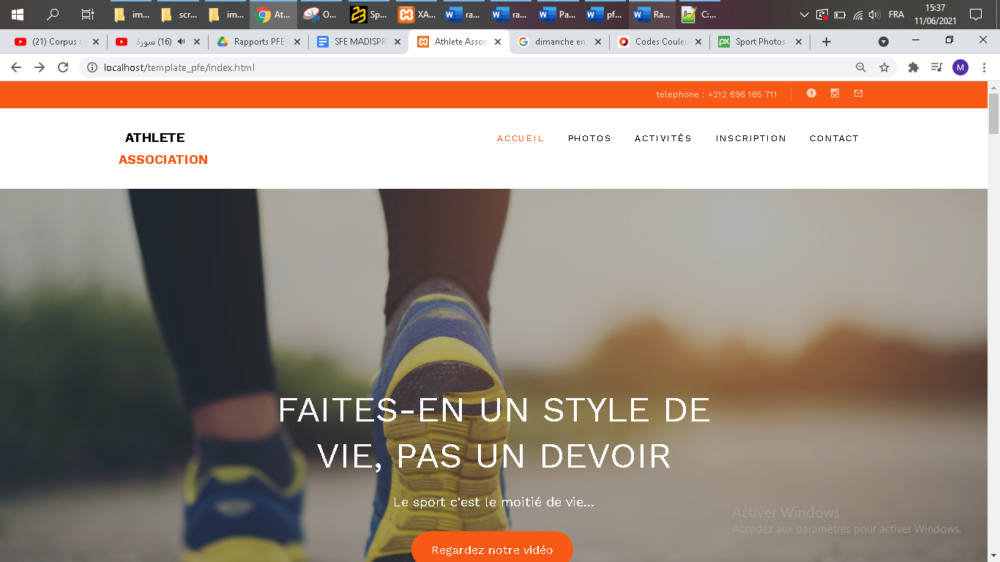 im...
scr...
im...
At...
O...
Sp...
XA...
ra...
ra...
Pa...
pf...
Ra...
C:...
FRA
15:37
11/06/2021
(21) Corpus : s
(16) سورة
Rapports PFE
SFE MADISPR
Athlete Assoc
dimanche en
Codes Couleu
Sport Photos
localhost/template_pfe/index.html
M
telephone : +212 696 165 711
ATHLETE
ASSOCIATION
ACCUEIL
PHOTOS
ACTIVITÉS
INSCRIPTION
CONTACT
FAITES-EN UN STYLE DE
VIE, PAS UN DEVOIR
Le sport c'est le moitié de vie...
Regardez notre vidéo
Activer Windows
Accédez aux paramètres pour activer Windows.